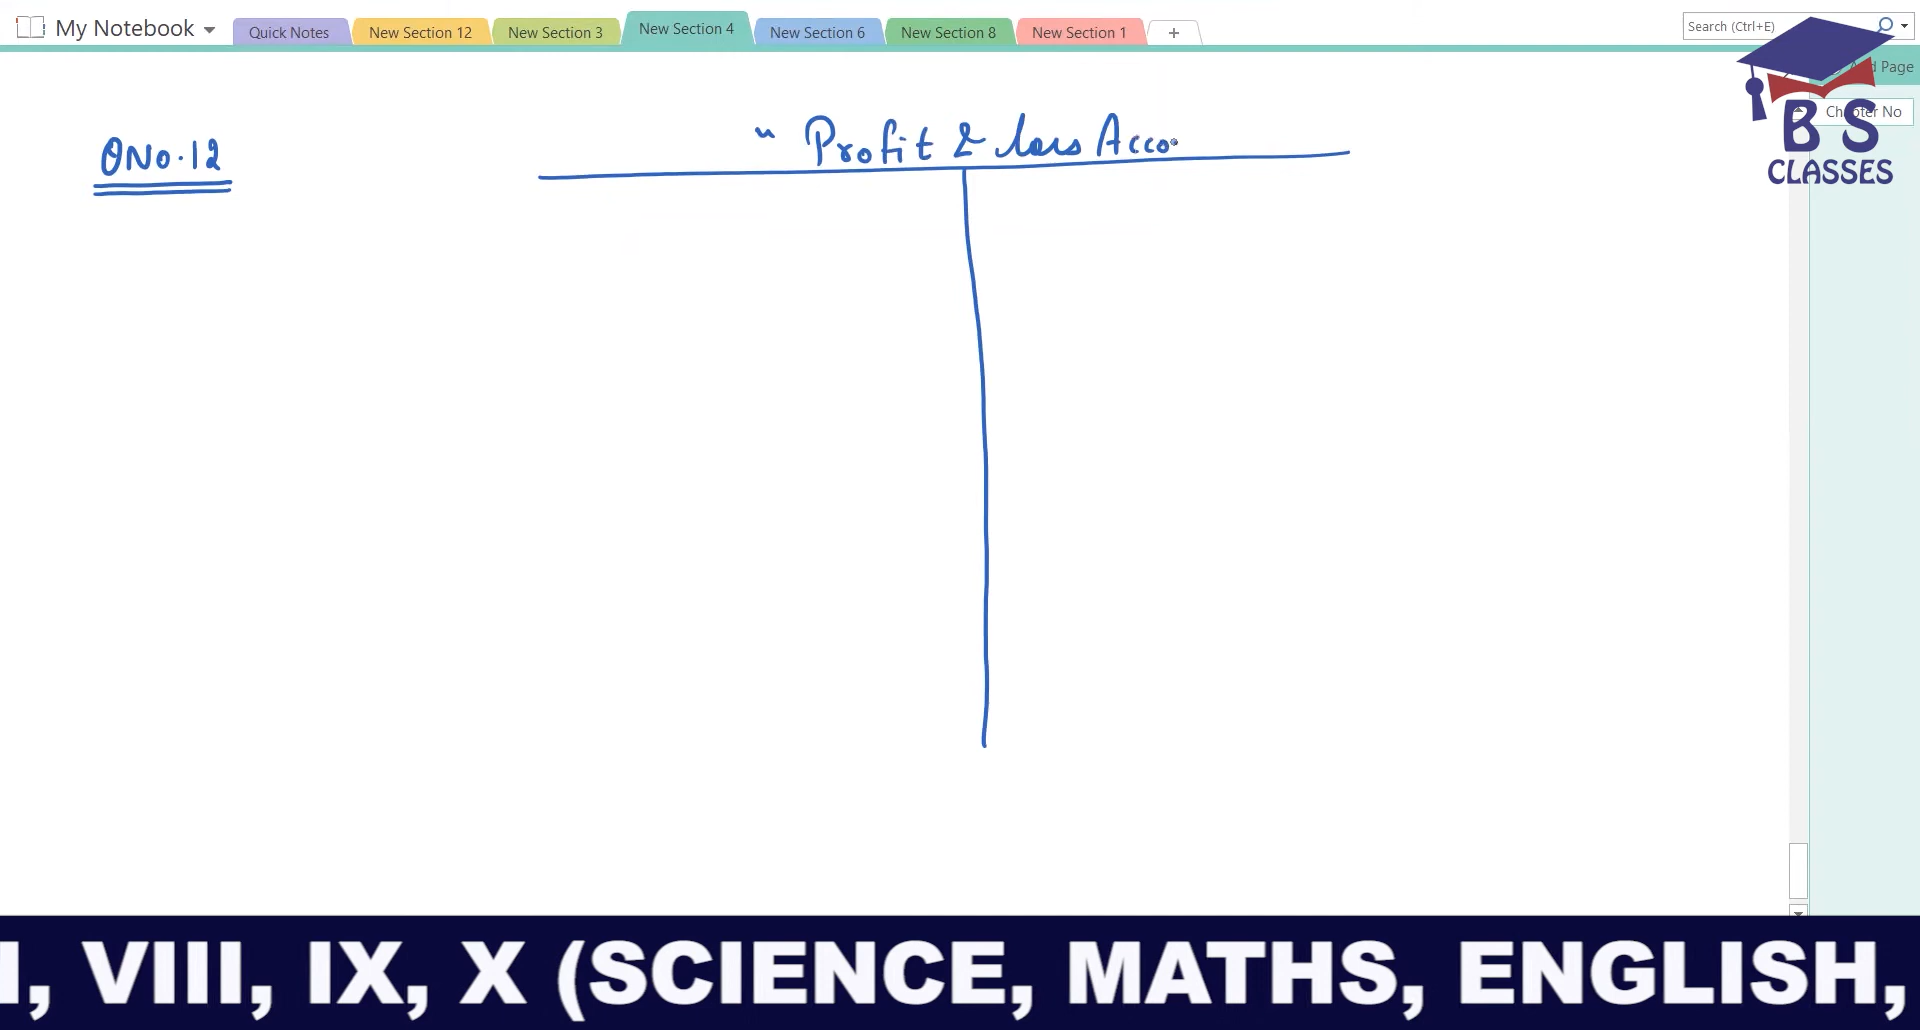 My Notebook
Quick Notes
New Section 12
New Section 3
New Section 4
New Section 6
New Section 8
New Section 1
+
Search (Ctrl+E)
d Page
Chapter No
B S
CLASSES
QNo.12
" Profit & loss Acco
I, VIII, IX, X (SCIENCE, MATHS, ENGLISH,